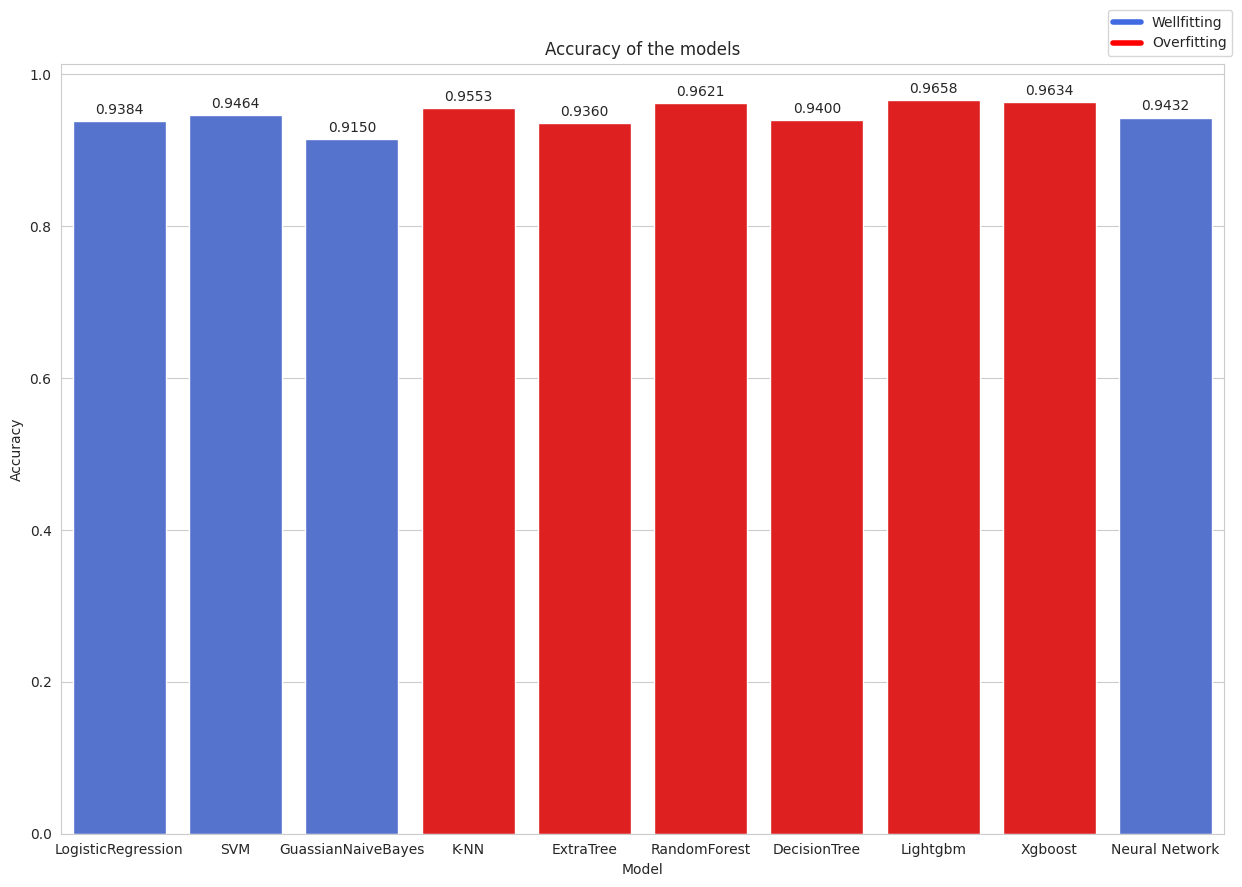 Wellfitting
Overfitting
Accuracy of the models
1.0
0.8
0.6
0.4
0.2
0.0
Accuracy
0.9384
0.9464
0.9150
0.9553
0.9360
0.9621
0.9400
0.9658
0.9634
0.9432
LogisticRegression
SVM
GuassianNaiveBayes
K-NN
ExtraTree
RandomForest
DecisionTree
Lightgbm
Xgboost
Neural Network
Model